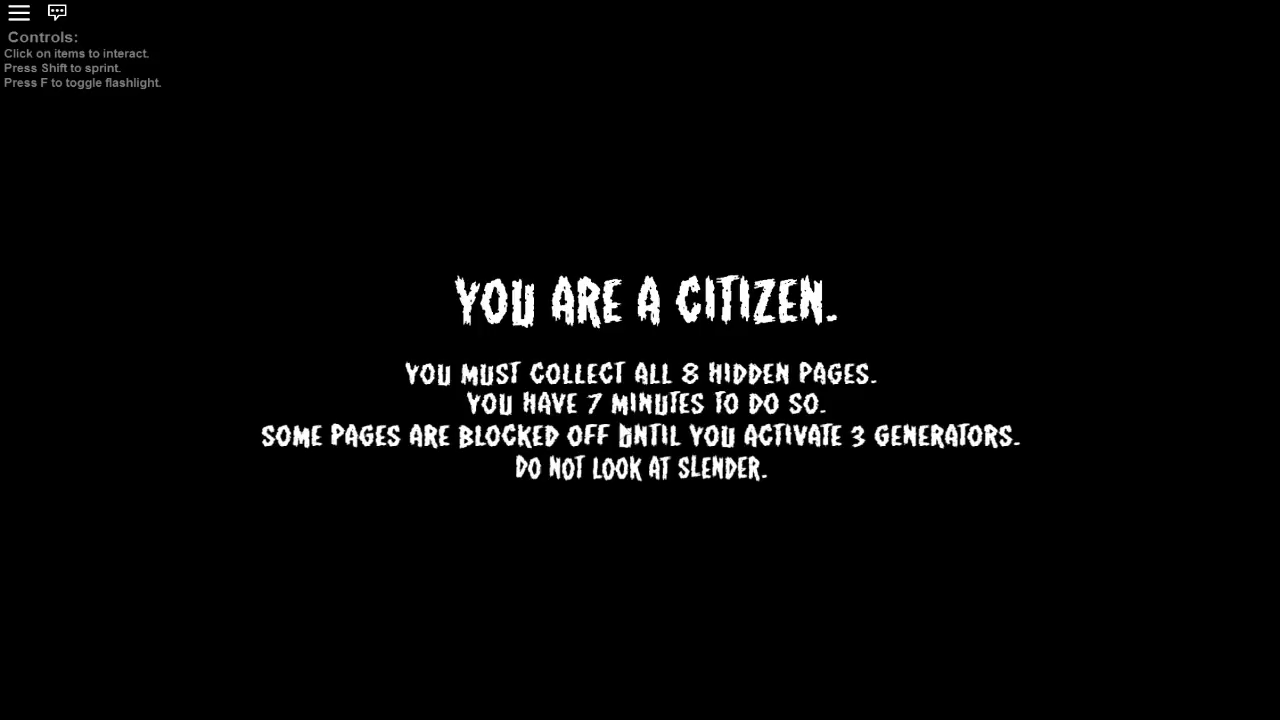 Controls:
Click on items to interact.
Press Shift to sprint.
Press F to toggle flashlight.
YOU ARE A CITIZEN.
YOU MUST COLLECT ALL 8 HIDDEN PAGES.
YOU HAVE 7 MINUTES TO DO SO.
SOME PAGES ARE BLOCKED OFF UNTIL YOU ACTIVATE 3 GENERATORS.
DO NOT LOOK AT SLENDER.